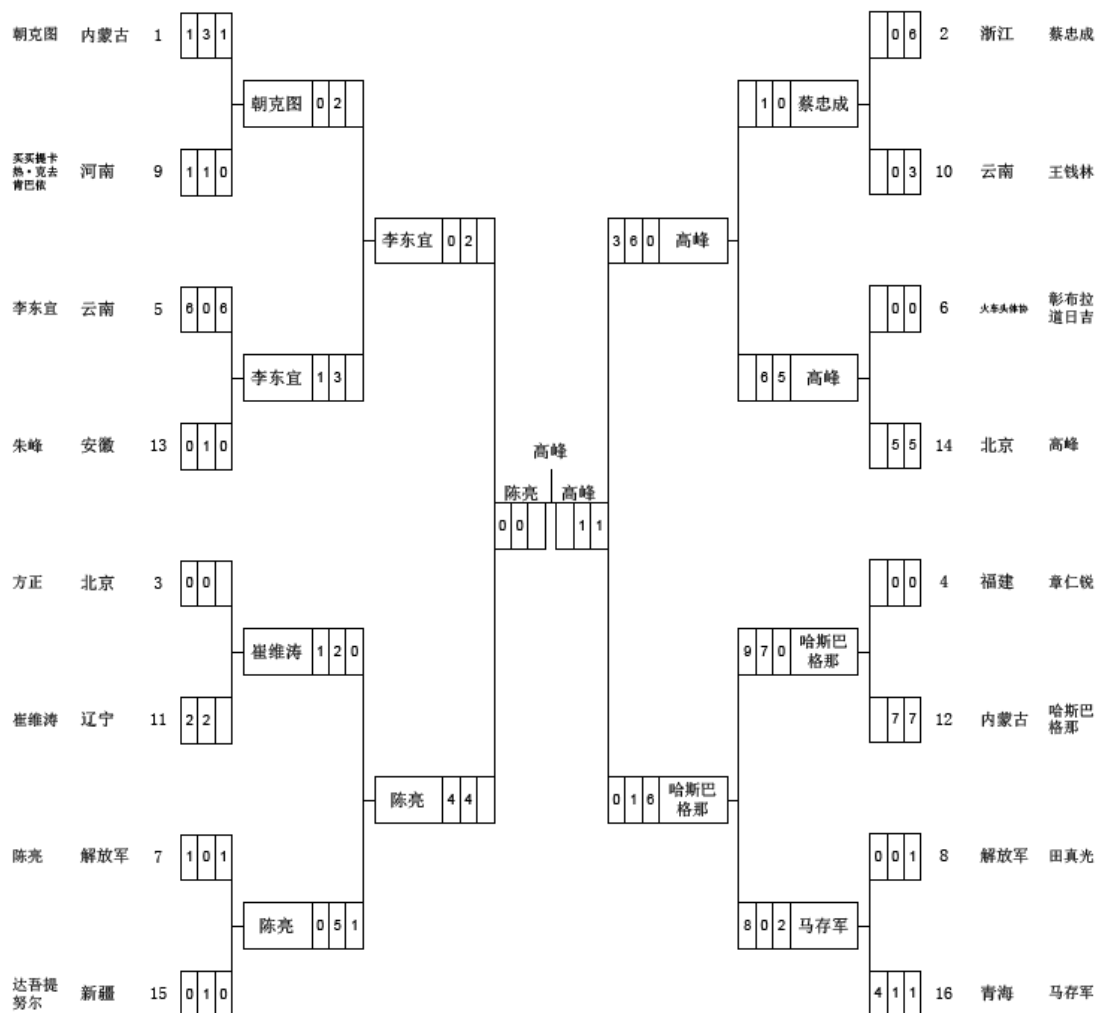 朝克图 内蒙古 1 1 3 1
朝克图 0 2
买买提卡
热·克去
肯巴依
河南 9 1 1 0
李东宜 0 2
李东宜 云南 5 6 0 6
李东宜 1 3
朱峰 安徽 13 0 1 0
方正 北京 3 0 0
崔维涛 1 2 0
崔维涛 辽宁 11 2 2
陈亮 4 4
陈亮 解放军 7 1 0 1
陈亮 0 5 1
达吾提
努尔
新疆 15 0 1 0
高峰
陈亮 高峰
0 0 1 1
0 6 2 浙江 蔡忠成
1 0 蔡忠成
0 3 10 云南 王钱林
3 6 0 高峰
0 0 6 火车头体协
彰布拉
道日吉
6 5 高峰
5 5 14 北京 高峰
0 0 4 福建 章仁锐
9 7 0
哈斯巴
格那
7 7 12 内蒙古
哈斯巴
格那
0 1 6
哈斯巴
格那
0 0 1 8 解放军 田真光
8 0 2 马存军
4 1 1 16 青海 马存军